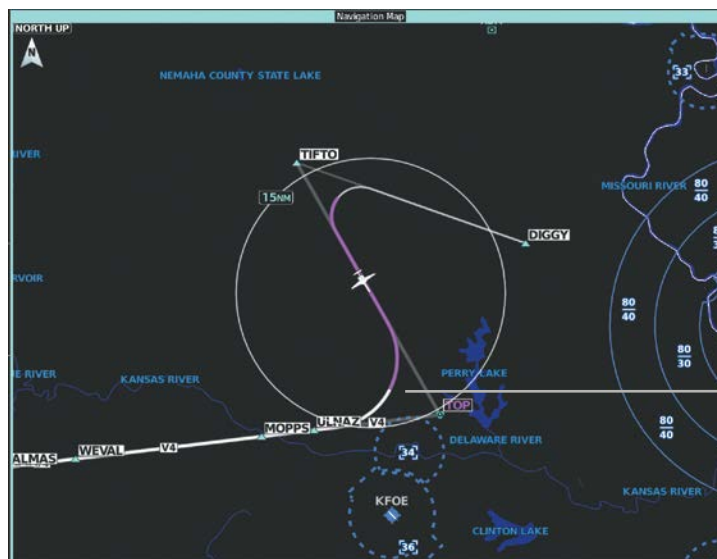 Navigation Map
NORTH UP
N
33
NEMAHA COUNTY STATE LAKE
RIVER
TIFTO
80
40
MISSOURI RIVER
15NM
DIGGY
RVOIR
80
40
80
30
E RIVER
KANSAS RIVER
PERRY LAKE
TOP
ULNAZ
V4
80
40
MOPPS
WEVAL
V4
ALMAS
DELAWARE RIVER
34
KFOE
KANSAS RIVER
CLINTON LAKE
36